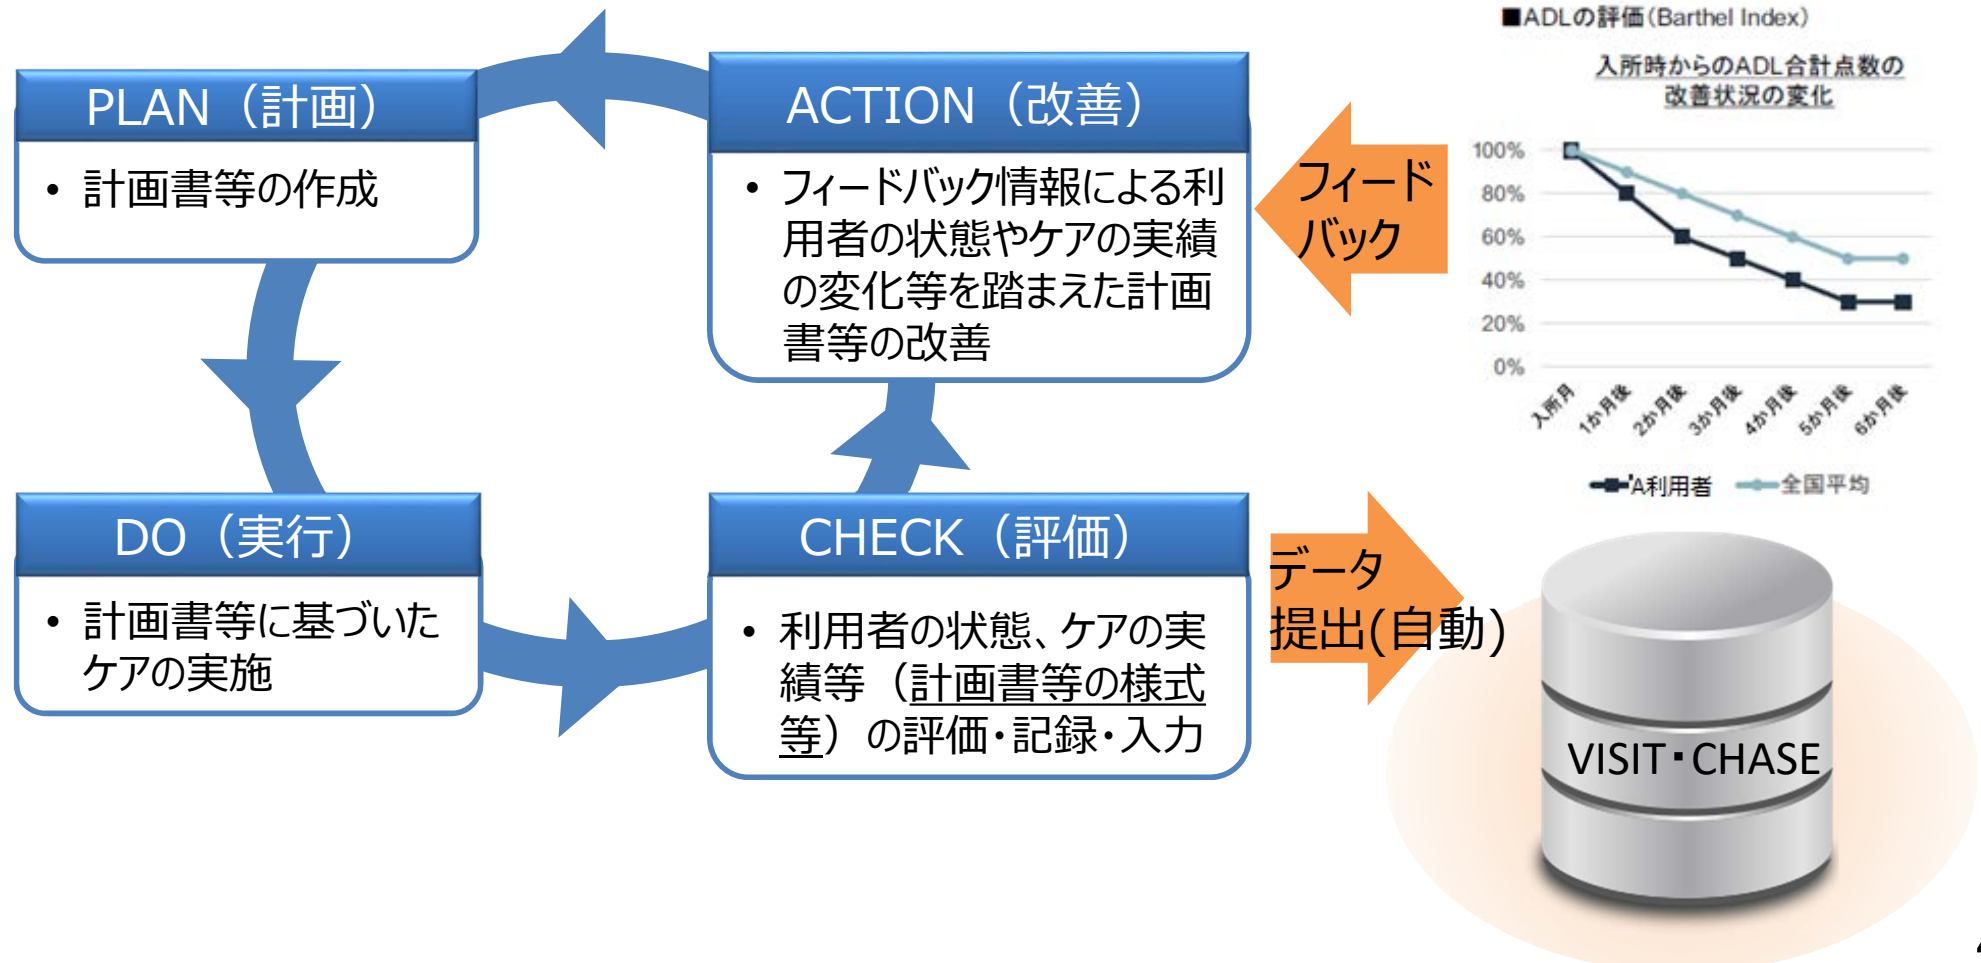 PLAN（計画）
• 計画書等の作成
ACTION（改善）
• フィードバック情報による利
用者の状態やケアの実績
の変化等を踏まえた計画
書等の改善
DO（実行）
• 計画書等に基づいた
ケアの実施
CHECK（評価）
• 利用者の状態、ケアの実
績等（計画書等の様式
等）の評価・記録・入力
フィード
バック
データ
提出(自動)
■ADLの評価（Barthel Index）
入所時からのADL合計点数の
改善状況の変化
100%
80%
60%
40%
20%
0%
入所月
1か月後
2か月後
3か月後
4か月後
5か月後
6か月後
A利用者
全国平均
VISIT・CHASE